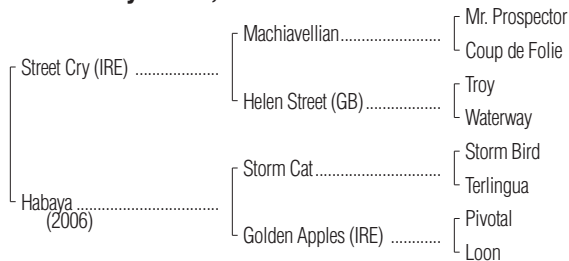 Mr. Prospector
Machiavellian
Coup de Folie
Street Cry (IRE)
Troy
Helen Street (GB)
Waterway
Storm Bird
Storm Cat
Terlingua
Habaya
(2006)
Pivotal
Golden Apples (IRE)
Loon